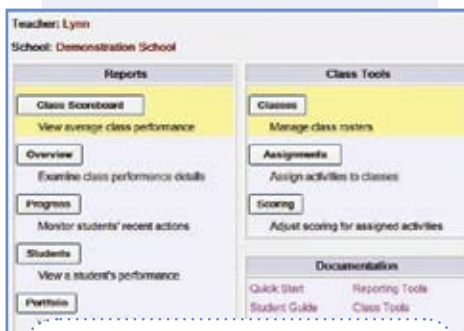 Teacher: Lynn
School: Demonstration School
Reports
Class Scoreboard
View average class performance
Overview
Examine class performance details
Progress
Monitor students' recent actions
Students
View a student's performance
Portfolio
Class Tools
Classes
Manage class rosters
Assignments
Assign activities to classes
Scoring
Adjust scoring for assigned activities
Documentation
Quick Start Reporting Tools
Student Guide Class Tools